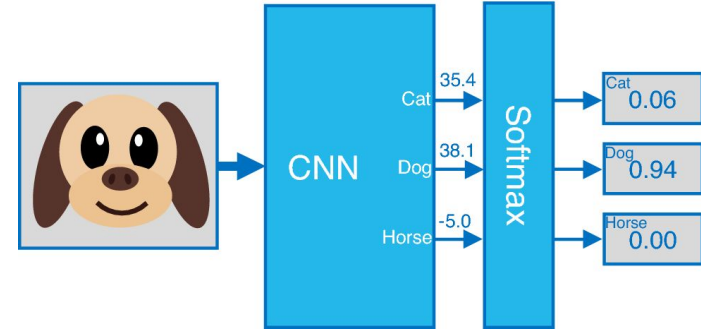 CNN
Cat
Dog
Horse
35.4
38.1
-5.0
Softmax
Cat
0.06
Dog
0.94
Horse
0.00